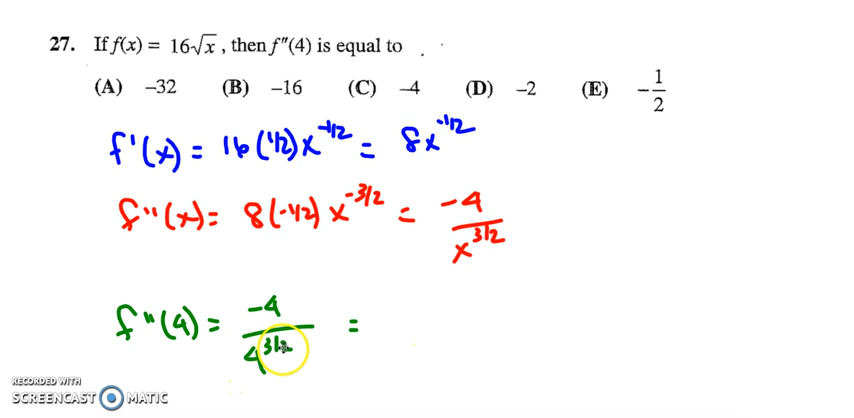 27. If f(x) = 16√x, then f″(4) is equal to
(A) –32 (B) –16 (C) –4 (D) –2 (E) –1/2
f'(x) = 16(1/2)x^-1/2 = 8x^-1/2
f''(x) = 8(-1/2)x^-3/2 = -4/x^3/2
f''(4) = -4/4^3/2 =
RECORDED WITH
SCREENCAST MATIC